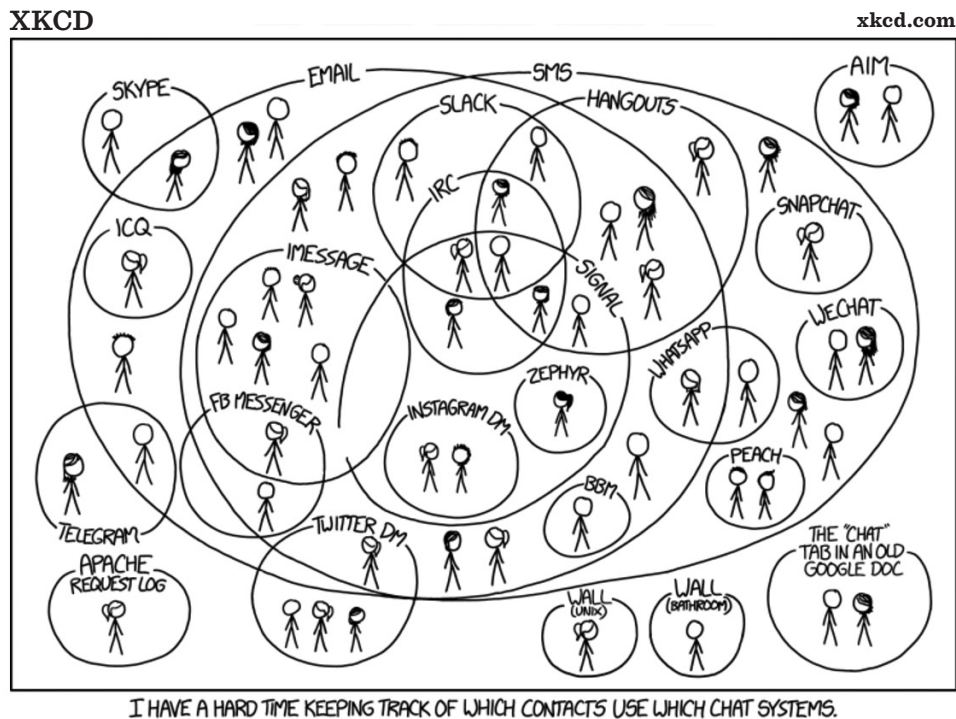 XKCD
xkcd.com
SKYPE
EMAIL
SMS
AIM
SLACK
HANGOUTS
IRC
SNAPCHAT
ICQ
IMESSAGE
SIGNAL
WECHAT
WHATSAPP
ZEPHYR
FB MESSENGER
INSTAGRAM DM
PEACH
BBM
TELEGRAM
TWITTER DM
THE "CHAT"
TAB IN AN OLD
GOOGLE DOC
APACHE
REQUEST LOG
WALL
(UNIX)
WALL
(BATHROOM)
I HAVE A HARD TIME KEEPING TRACK OF WHICH CONTACTS USE WHICH CHAT SYSTEMS.